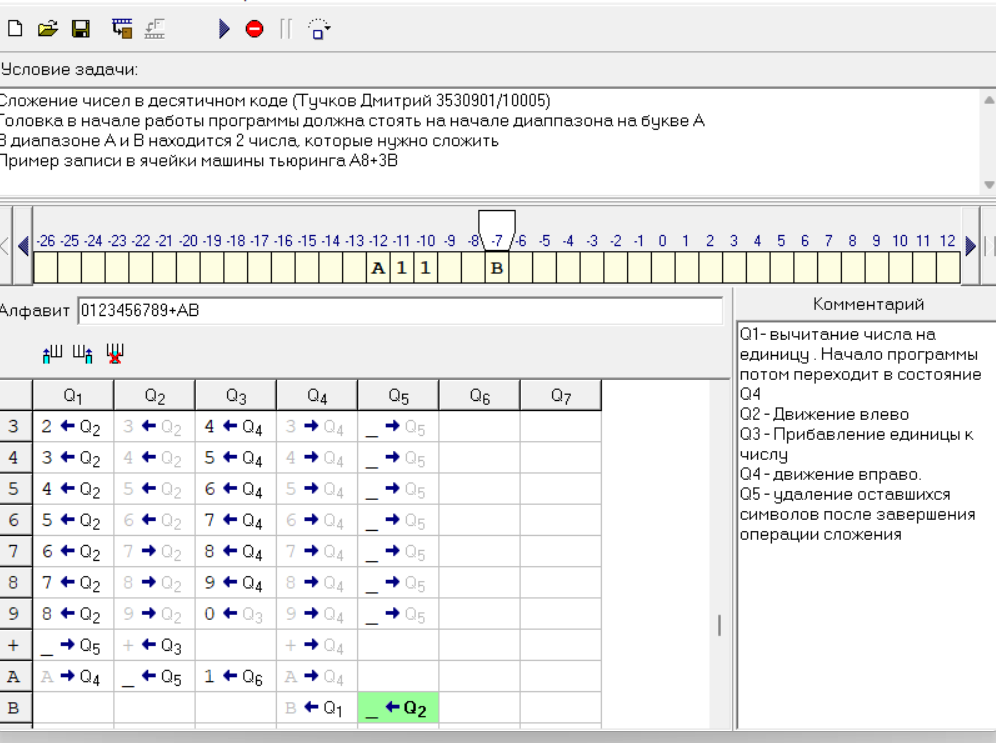 Условие задачи:
Сложение чисел в десятичном коде (Тучков Дмитрий 3530901/10005)
Головка в начале работы программы должна стоять на начале диаппазона на букве А
В диапазоне А и В находится 2 числа, которые нужно сложить
Пример записи в ячейки машины тьюринга А8+3В
-26 -25 -24 -23 -22 -21 -20 -19 -18 -17 -16 -15 -14 -13 -12 -11 -10 -9 -8 -7 -6 -5 -4 -3 -2 -1 0 1 2 3 4 5 6 7 8 9 10 11 12
A 1 1 B
Алфавит 0123456789+AB
Комментарий
Q1- вычитание числа на
единицу . Начало программы
потом переходит в состояние
Q4
Q2 - Движение влево
Q3 - Прибавление единицы к
числу
Q4 - движение вправо.
Q5 - удаление оставшихся
символов после завершения
операции сложения
Q1 Q2 Q3 Q4 Q5 Q6 Q7
3 2 ← Q2 3 ← Q2 4 ← Q4 3 → Q4 _ → Q5
4 3 ← Q2 4 ← Q2 5 ← Q4 4 → Q4 _ → Q5
5 4 ← Q2 5 ← Q2 6 ← Q4 5 → Q4 _ → Q5
6 5 ← Q2 6 ← Q2 7 ← Q4 6 → Q4 _ → Q5
7 6 ← Q2 7 → Q2 8 ← Q4 7 → Q4 _ → Q5
8 7 ← Q2 8 → Q2 9 ← Q4 8 → Q4 _ → Q5
9 8 ← Q2 9 → Q2 0 ← Q3 9 → Q4 _ → Q5
+ _ → Q5 + ← Q3 + → Q4
A A → Q4 _ ← Q5 1 ← Q6 A → Q4
B B ← Q1 _ ← Q2